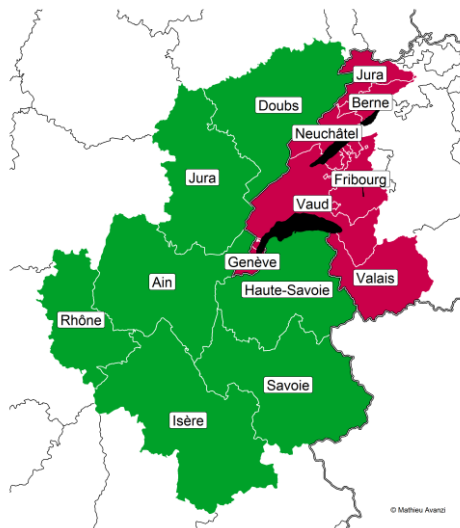 Jura
Doubs
Berne
Neuchâtel
Jura
Fribourg
Vaud
Genève
Ain
Haute-Savoie
Valais
Rhône
Savoie
Isère
© Mathieu Avanzi